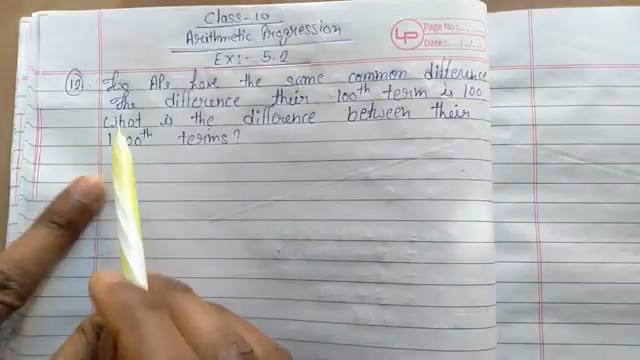 Class-10
Arithmetic Progression
Ex:- 5.2
LP
Page No:
Date:
12 Two APs have the same common difference
The difference their 100th term is 100
what is the difference between their
terms?